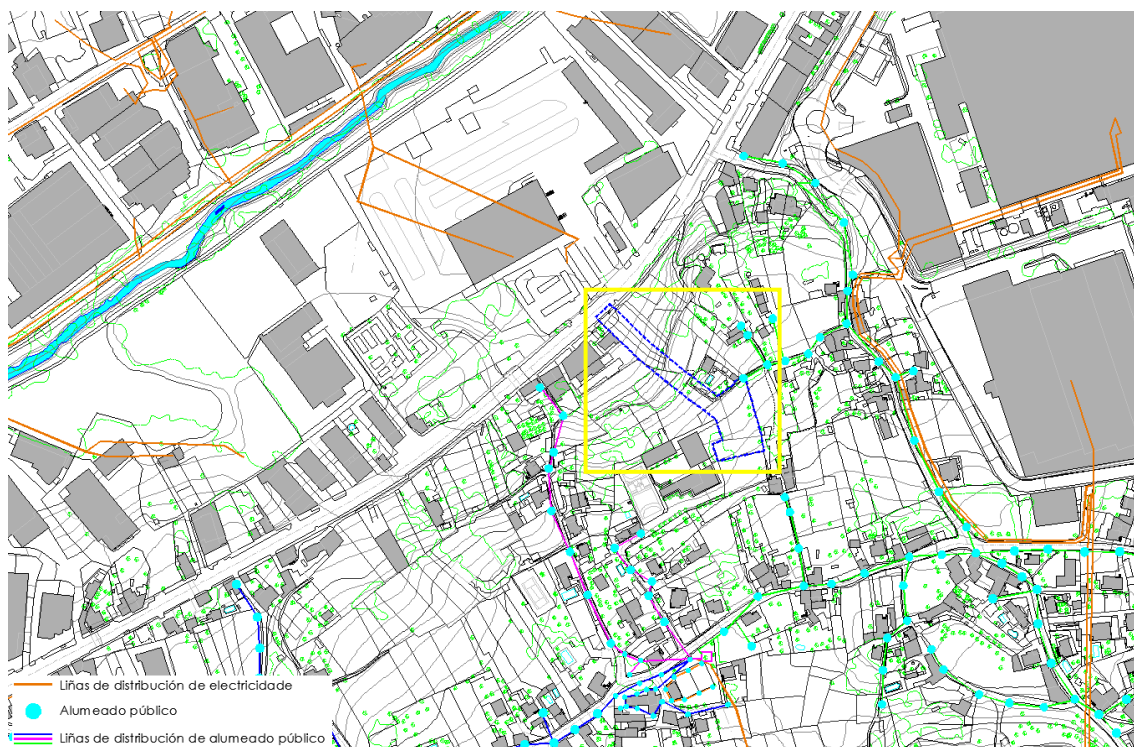 Liñas de distribución de electricidade
Alumeado público
Liñas de distribución de alumeado público